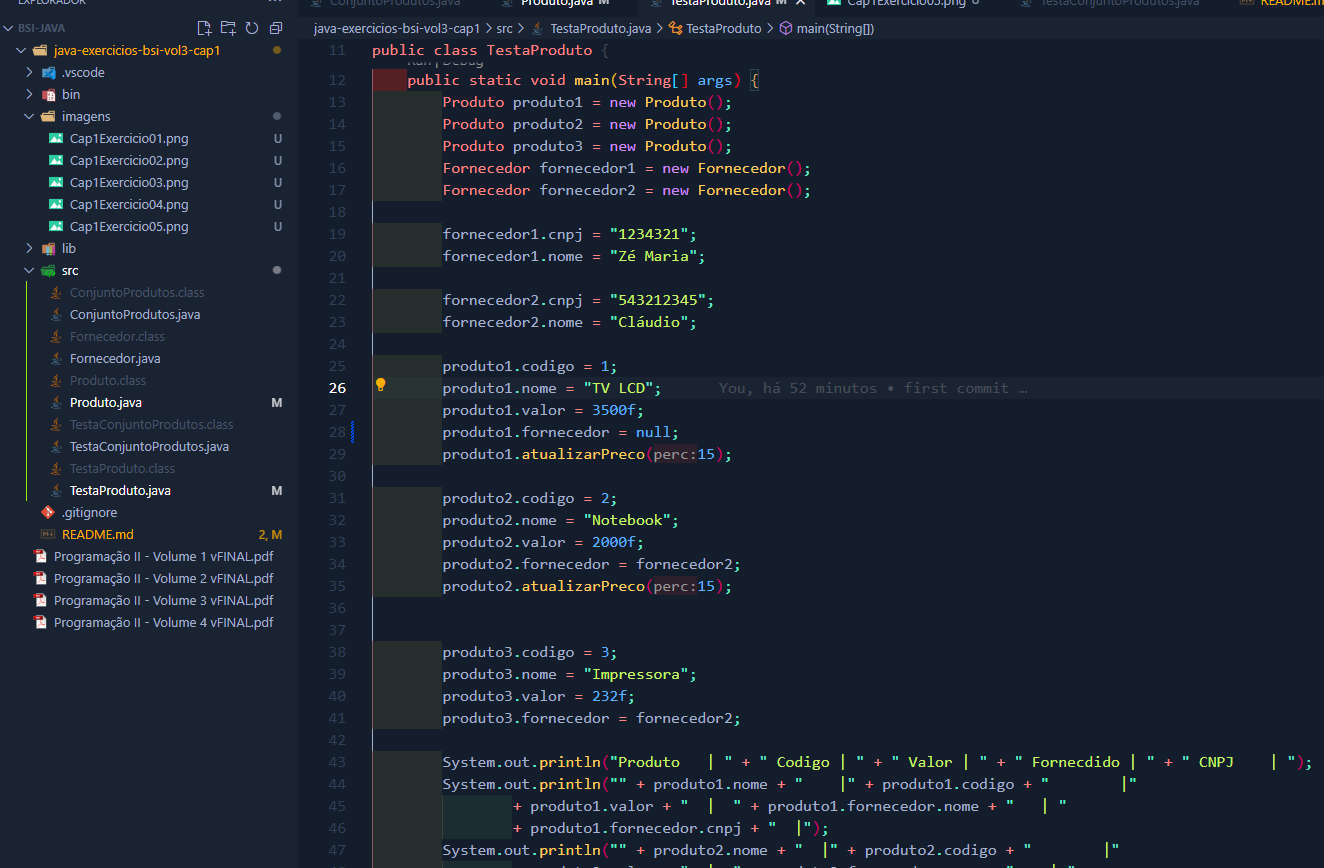 EXPLORADOR
ConjuntoProdutos.java
Produto.java M
TestaProduto.java M
Cap1Exercicio05.png U
TestaConjuntoProdutos.java
README.m
BSI-JAVA
java-exercicios-bsi-vol3-cap1 > src > TestaProduto.java > TestaProduto > main(String[])
java-exercicios-bsi-vol3-cap1
.vscode
bin
imagens
Cap1Exercicio01.png U
Cap1Exercicio02.png U
Cap1Exercicio03.png U
Cap1Exercicio04.png U
Cap1Exercicio05.png U
lib
src
ConjuntoProdutos.class
ConjuntoProdutos.java
Fornecedor.class
Fornecedor.java
Produto.class
Produto.java M
TestaConjuntoProdutos.class
TestaConjuntoProdutos.java
TestaProduto.class
TestaProduto.java M
.gitignore
README.md 2, M
Programação II - Volume 1 vFINAL.pdf
Programação II - Volume 2 vFINAL.pdf
Programação II - Volume 3 vFINAL.pdf
Programação II - Volume 4 vFINAL.pdf
11 public class TestaProduto {
Run | Debug
12 public static void main(String[] args) {
13 Produto produto1 = new Produto();
14 Produto produto2 = new Produto();
15 Produto produto3 = new Produto();
16 Fornecedor fornecedor1 = new Fornecedor();
17 Fornecedor fornecedor2 = new Fornecedor();
18
19 fornecedor1.cnpj = "1234321";
20 fornecedor1.nome = "Zé Maria";
21
22 fornecedor2.cnpj = "543212345";
23 fornecedor2.nome = "Cláudio";
24
25 produto1.codigo = 1;
26 produto1.nome = "TV LCD"; You, há 52 minutos • first commit …
27 produto1.valor = 3500f;
28 produto1.fornecedor = null;
29 produto1.atualizarPreco(perc:15);
30
31 produto2.codigo = 2;
32 produto2.nome = "Notebook";
33 produto2.valor = 2000f;
34 produto2.fornecedor = fornecedor2;
35 produto2.atualizarPreco(perc:15);
36
37
38 produto3.codigo = 3;
39 produto3.nome = "Impressora";
40 produto3.valor = 232f;
41 produto3.fornecedor = fornecedor2;
42
43 System.out.println("Produto   | " + " Codigo | " + " Valor | " + " Fornecdido | " + " CNPJ    | ");
44 System.out.println("" + produto1.nome + "    |" + produto1.codigo + "        |"
45 + produto1.valor + "  |  " + produto1.fornecedor.nome + "   | "
46 + produto1.fornecedor.cnpj + "  |");
47 System.out.println("" + produto2.nome + "  |" + produto2.codigo + "        |"